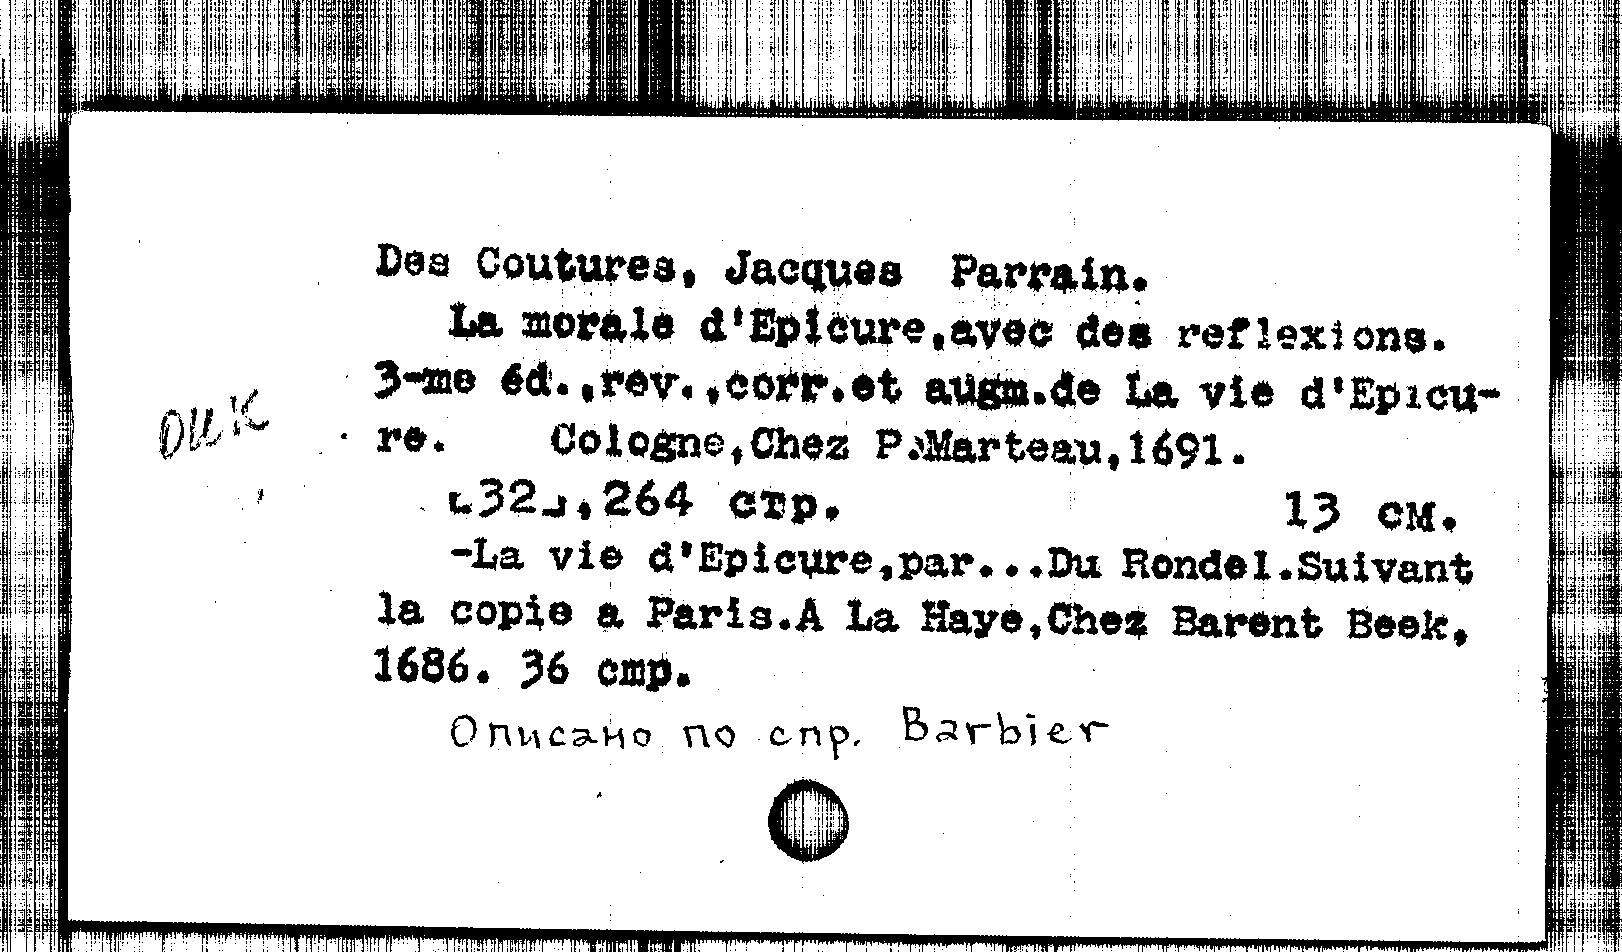 Des Coutures, Jacques Parrain.
La morale d'Epicure,avec des reflexions.
3-me éd.,rev.,corr.et augm.de La vie d'Epicu-
ОИК
re. Cologne,Chez P.Marteau,1691.
[32],264 стр. 13 см.
-La vie d'Epicure,par...Du Rondel.Suivant
la copie a Paris.A La Haye,Chez Barent Beek,
1686. 36 стр.
Описано по спр. Barbier